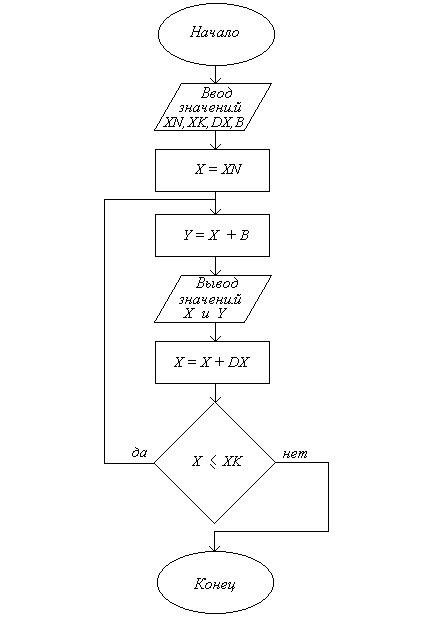 Начало
Ввод
значений
XN, XK, DX, B
X = XN
Y = X + B
Вывод
значений
X и Y
X = X + DX
да
X ⩽ XK
нет
Конец